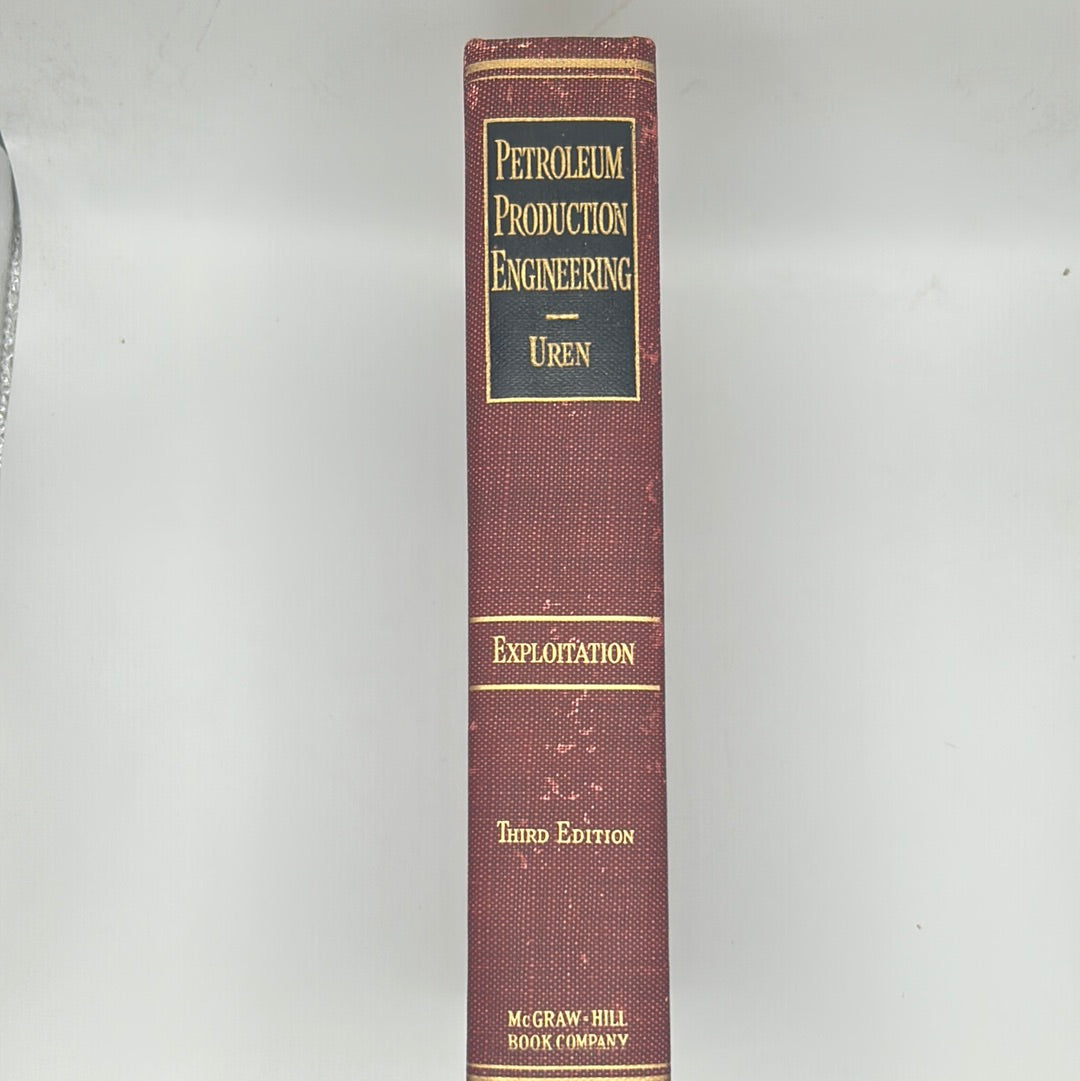 PETROLEUM
PRODUCTION
ENGINEERING
—
UREN
EXPLOITATION
THIRD EDITION
McGRAW-HILL
BOOK COMPANY